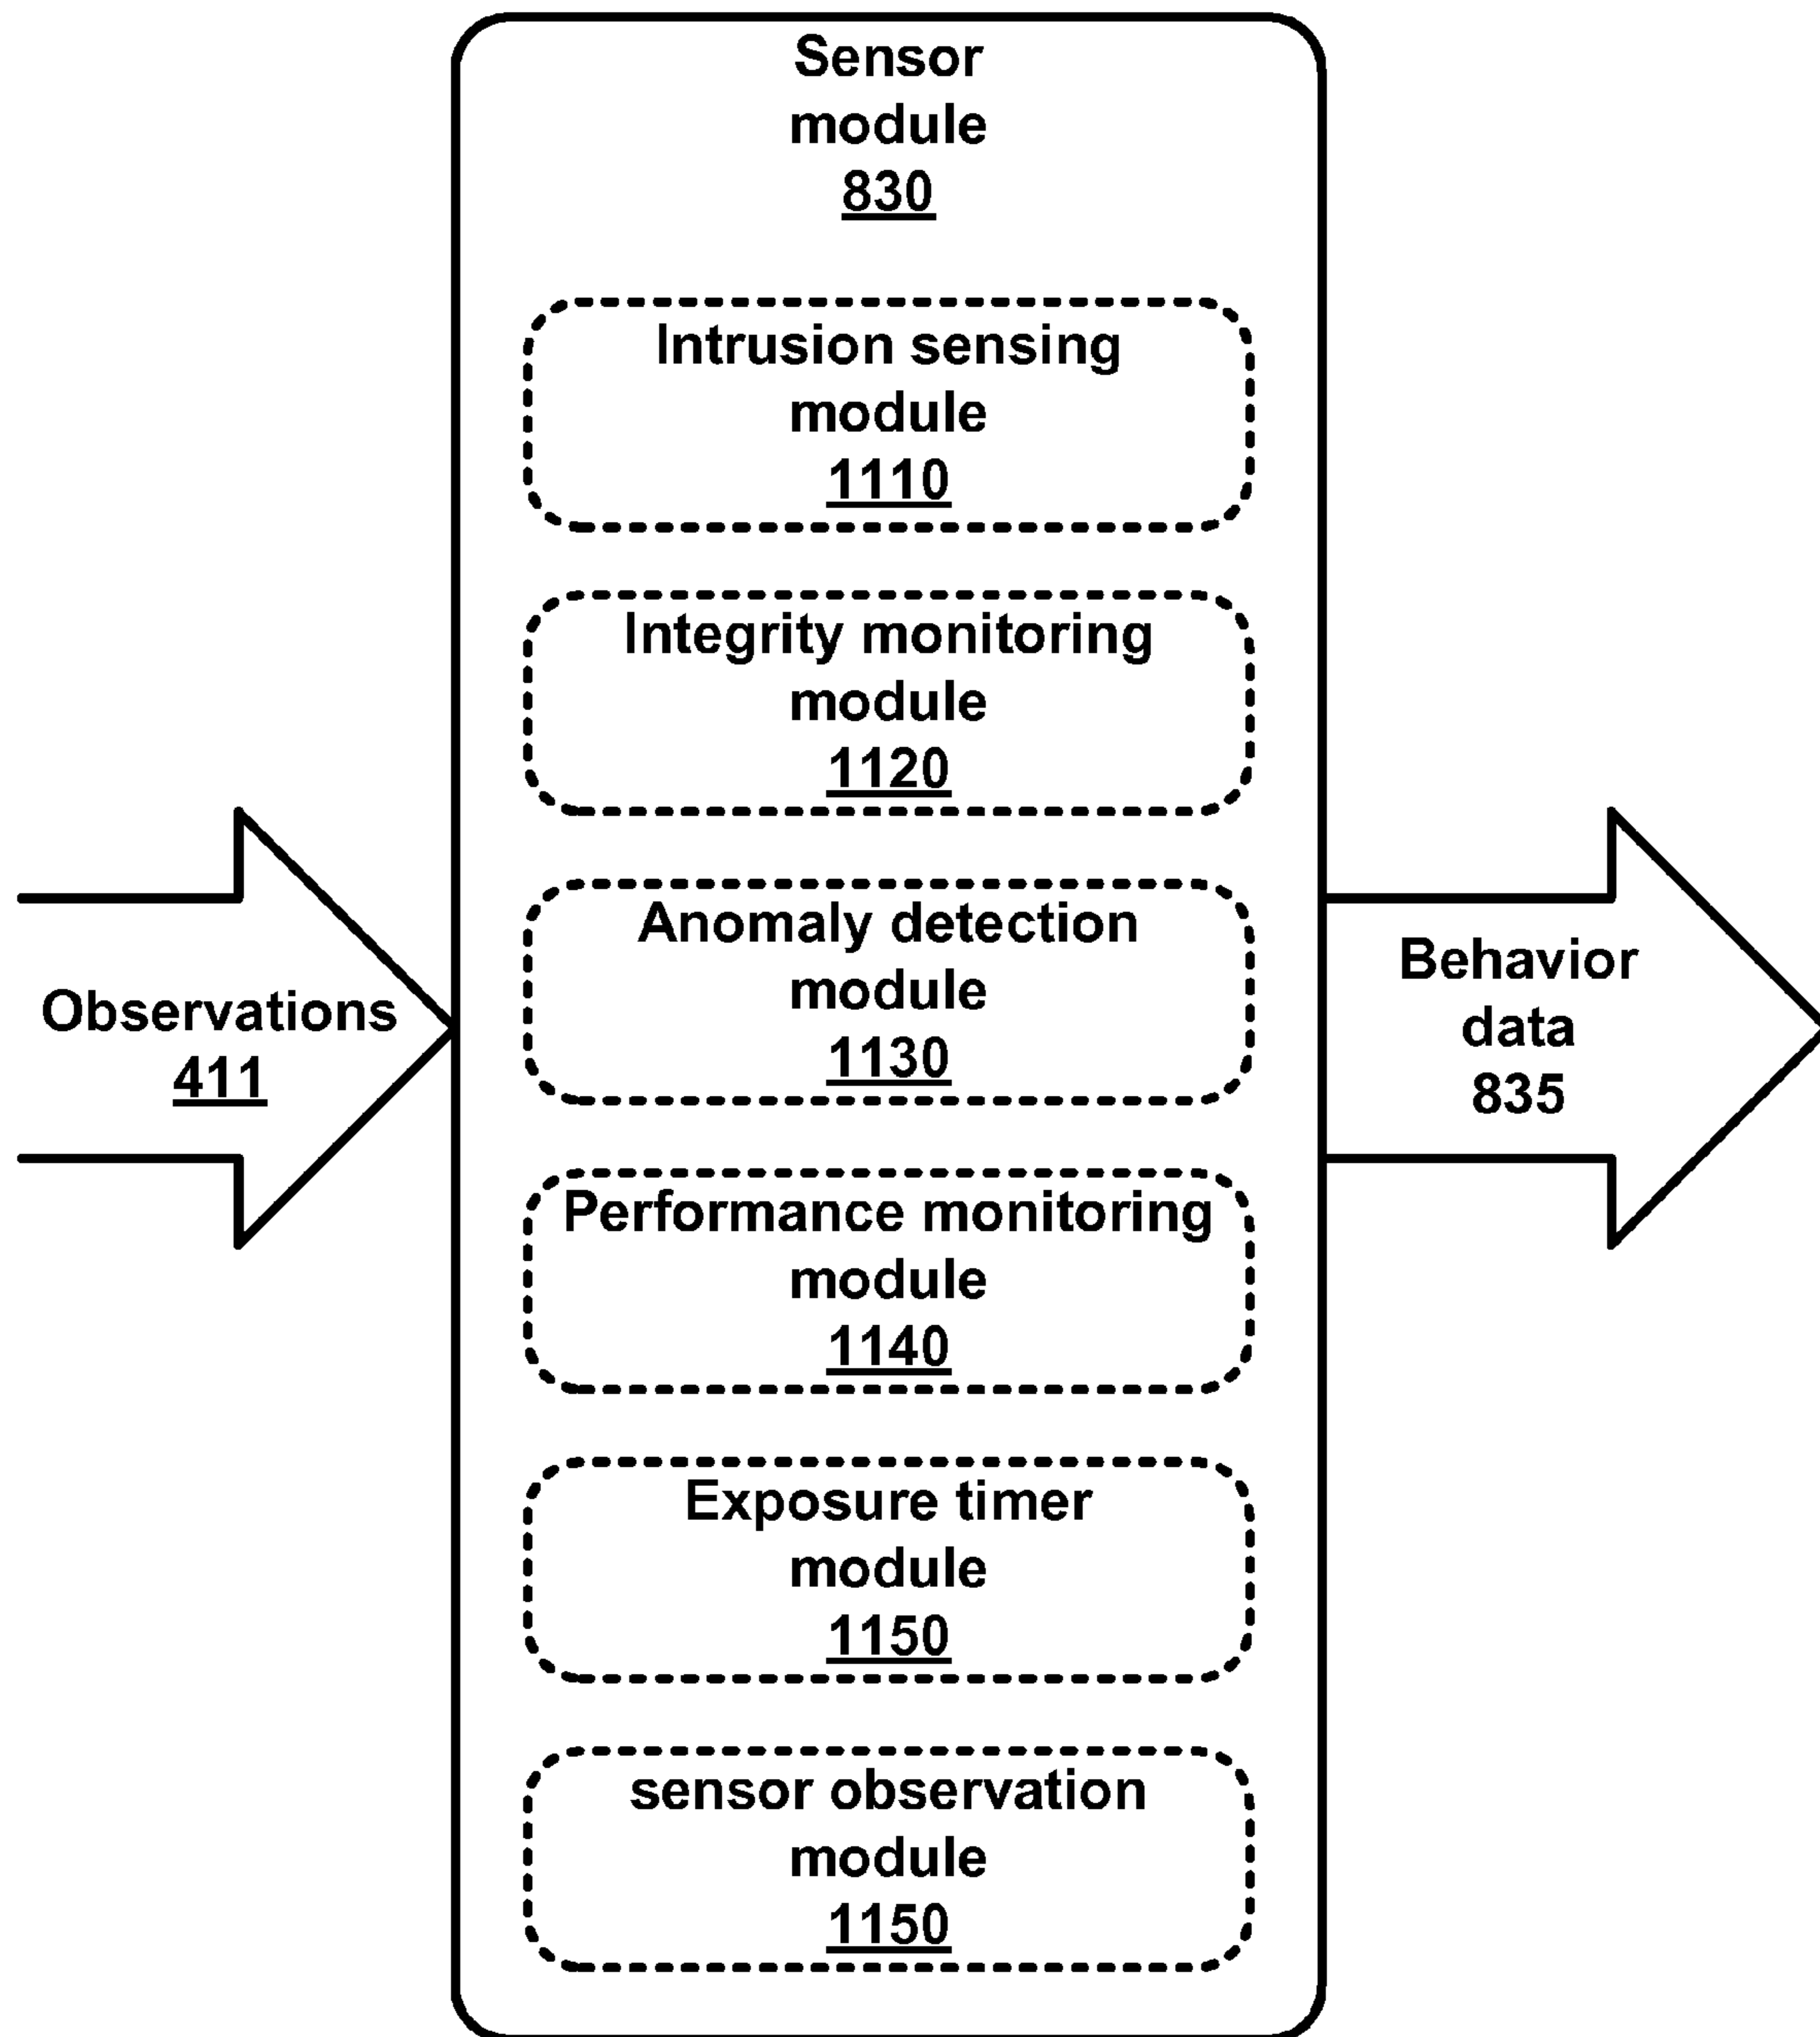 Sensor
module
830
Intrusion sensing
module
1110
Integrity monitoring
module
1120
Anomaly detection
module
1130
Observations
411
Behavior
data
835
Performance monitoring
module
1140
Exposure timer
module
1150
sensor observation
module
1150